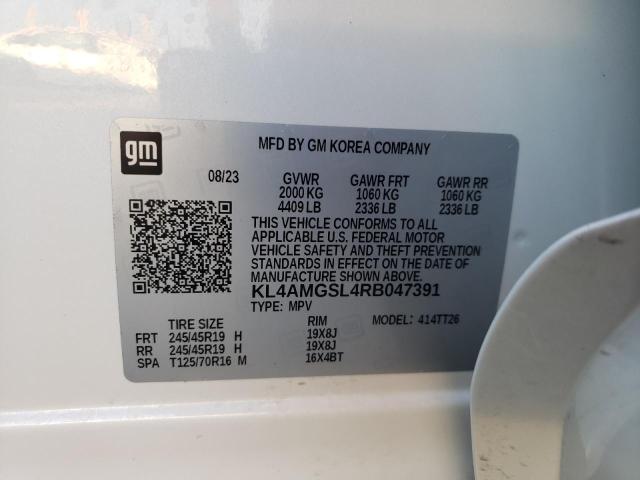 gm
MFD BY GM KOREA COMPANY
08/23 GVWR GAWR FRT GAWR RR
2000 KG 1060 KG 1060 KG
4409 LB 2336 LB 2336 LB
THIS VEHICLE CONFORMS TO ALL
APPLICABLE U.S. FEDERAL MOTOR
VEHICLE SAFETY AND THEFT PREVENTION
STANDARDS IN EFFECT ON THE DATE OF
MANUFACTURE SHOWN ABOVE.
KL4AMGSL4RB047391
TYPE: MPV
TIRE SIZE RIM MODEL: 414TT26
FRT 245/45R19 H 19X8J
RR 245/45R19 H 19X8J
SPA T125/70R16 M 16X4BT